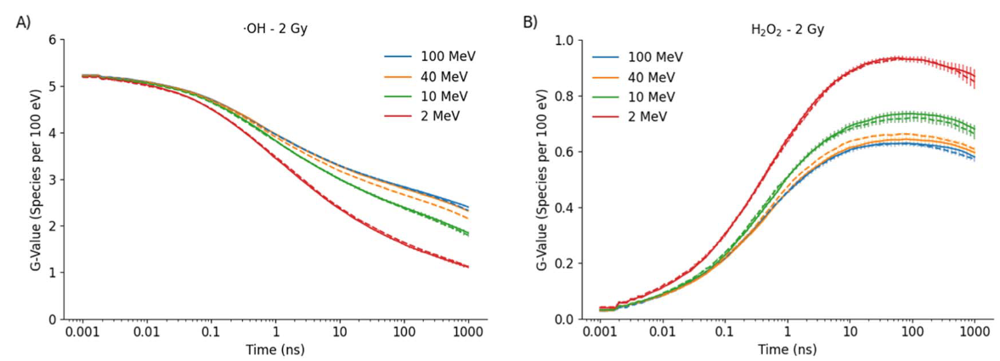 A)
·OH - 2 Gy
G-Value (Species per 100 eV)
6
5
4
3
2
1
0
100 MeV
40 MeV
10 MeV
2 MeV
0.001 0.01 0.1 1 10 100 1000
Time (ns)
B)
H₂O₂ - 2 Gy
G-Value (Species per 100 eV)
1.0
0.8
0.6
0.4
0.2
0.0
100 MeV
40 MeV
10 MeV
2 MeV
0.001 0.01 0.1 1 10 100 1000
Time (ns)